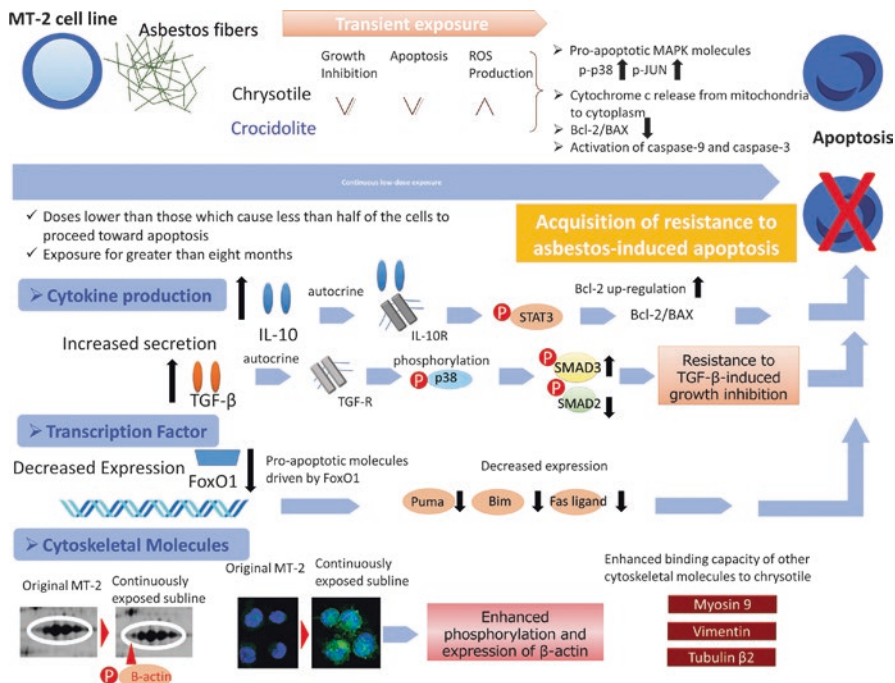 MT-2 cell line
Asbestos fibers
Transient exposure
Growth
Inhibition
Apoptosis
ROS
Production
Chrysotile
Crocidolite
➢ Pro-apoptotic MAPK molecules
p-p38 p-JUN
➢ Cytochrome c release from mitochondria
to cytoplasm
➢ Bcl-2/BAX
➢ Activation of caspase-9 and caspase-3
Apoptosis
Continuous low-dose exposure
✓ Doses lower than those which cause less than half of the cells to
proceed toward apoptosis
✓ Exposure for greater than eight months
Acquisition of resistance to
asbestos-induced apoptosis
➢ Cytokine production
IL-10
autocrine
IL-10R
P
STAT3
Bcl-2 up-regulation
Bcl-2/BAX
Increased secretion
TGF-β
autocrine
TGF-R
phosphorylation
P
p38
P
SMAD3
P
SMAD2
Resistance to
TGF-β-induced
growth inhibition
➢ Transcription Factor
Decreased Expression
FoxO1
Pro-apoptotic molecules
driven by FoxO1
Decreased expression
Puma
Bim
Fas ligand
➢ Cytoskeletal Molecules
Original MT-2
Continuously
exposed subline
P
B-actin
Original MT-2
Continuously
exposed subline
Enhanced
phosphorylation and
expression of β-actin
Enhanced binding capacity of other
cytoskeletal molecules to chrysotile
Myosin 9
Vimentin
Tubulin β2